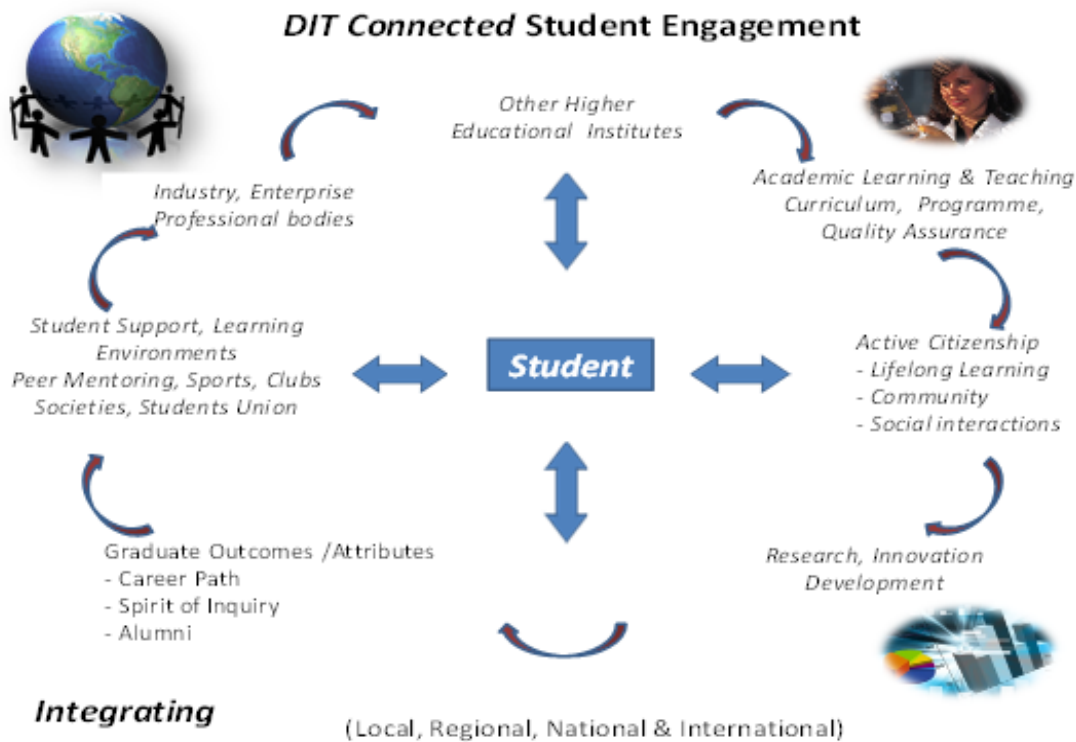 DIT Connected Student Engagement
Other Higher
Educational Institutes
Academic Learning & Teaching
Curriculum, Programme,
Quality Assurance
Active Citizenship
- Lifelong Learning
- Community
- Social interactions
Research, Innovation
Development
Graduate Outcomes /Attributes
- Career Path
- Spirit of Inquiry
- Alumni
Student Support, Learning
Environments
Peer Mentoring, Sports, Clubs
Societies, Students Union
Industry, Enterprise
Professional bodies
Student
Integrating
(Local, Regional, National & International)